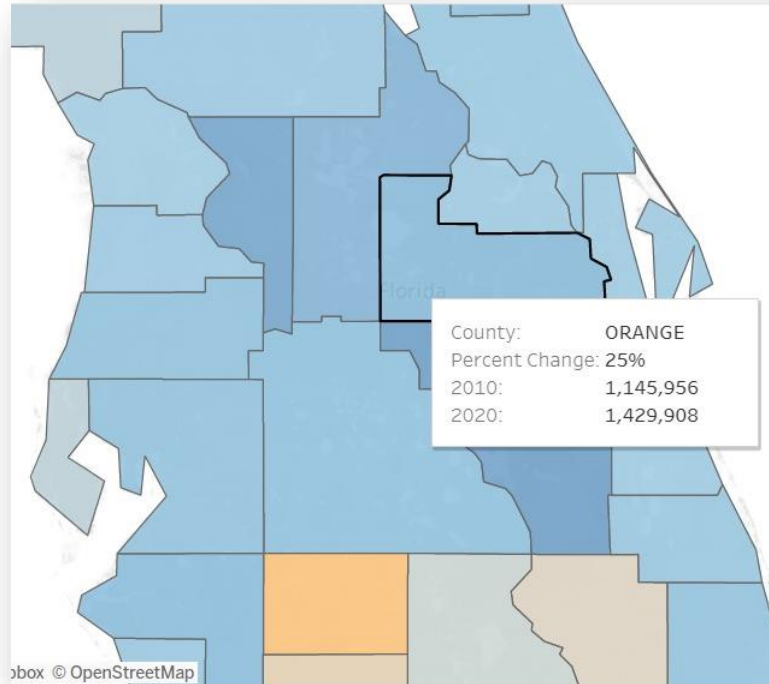 Florida
County: ORANGE
Percent Change: 25%
2010: 1,145,956
2020: 1,429,908
box © OpenStreetMap